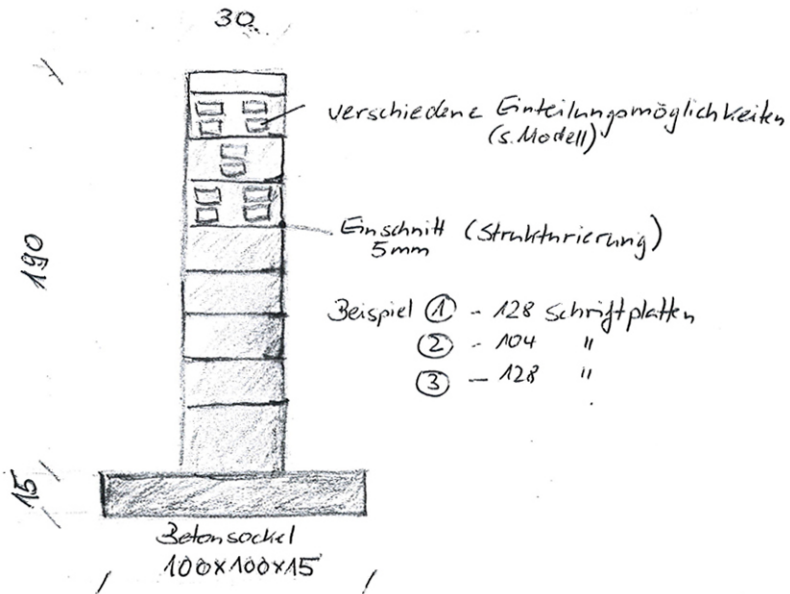 30
verschiedene Einteilungsmöglichkeiten
(s. Modell)
190
Einschnitt (Strukturierung)
5mm
Beispiel ① - 128 Schriftplatten
② - 104 "
③ - 128 "
15
Betonsockel
100x100x15